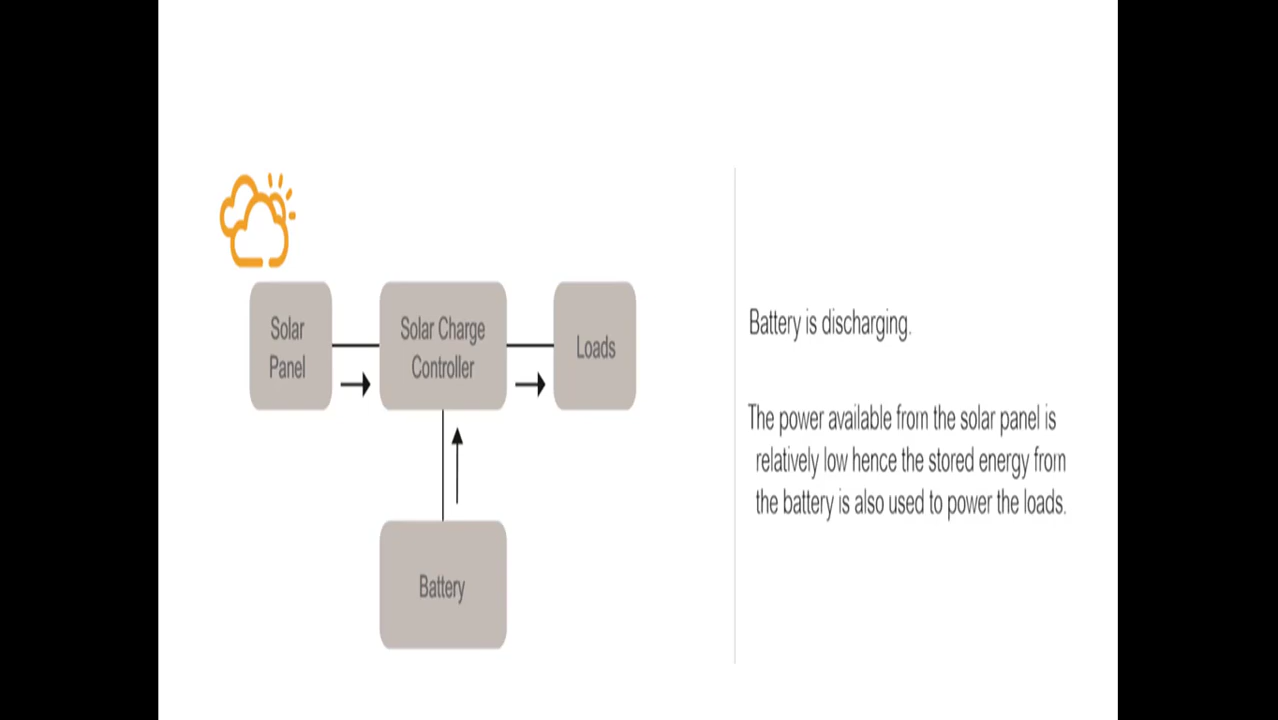 Solar
Panel
Solar Charge
Controller
Loads
Battery
Battery is discharging.
The power available from the solar panel is
relatively low hence the stored energy from
the battery is also used to power the loads.